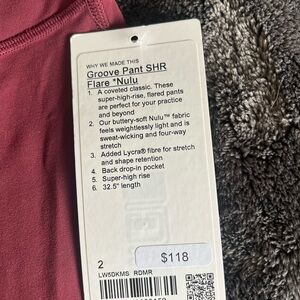 WHY WE MADE THIS
Groove Pant SHR
Flare *Nulu
1. A coveted classic. These
super-high-rise, flared pants
are perfect for your practice
and beyond
2. Our buttery-soft Nulu™ fabric
feels weightlessly light and is
sweat-wicking and four-way
stretch
3. Added Lycra® fibre for stretch
and shape retention
4. Back drop-in pocket
5. Super-high rise
6. 32.5" length
2
$118
LW5DKMS RDMR